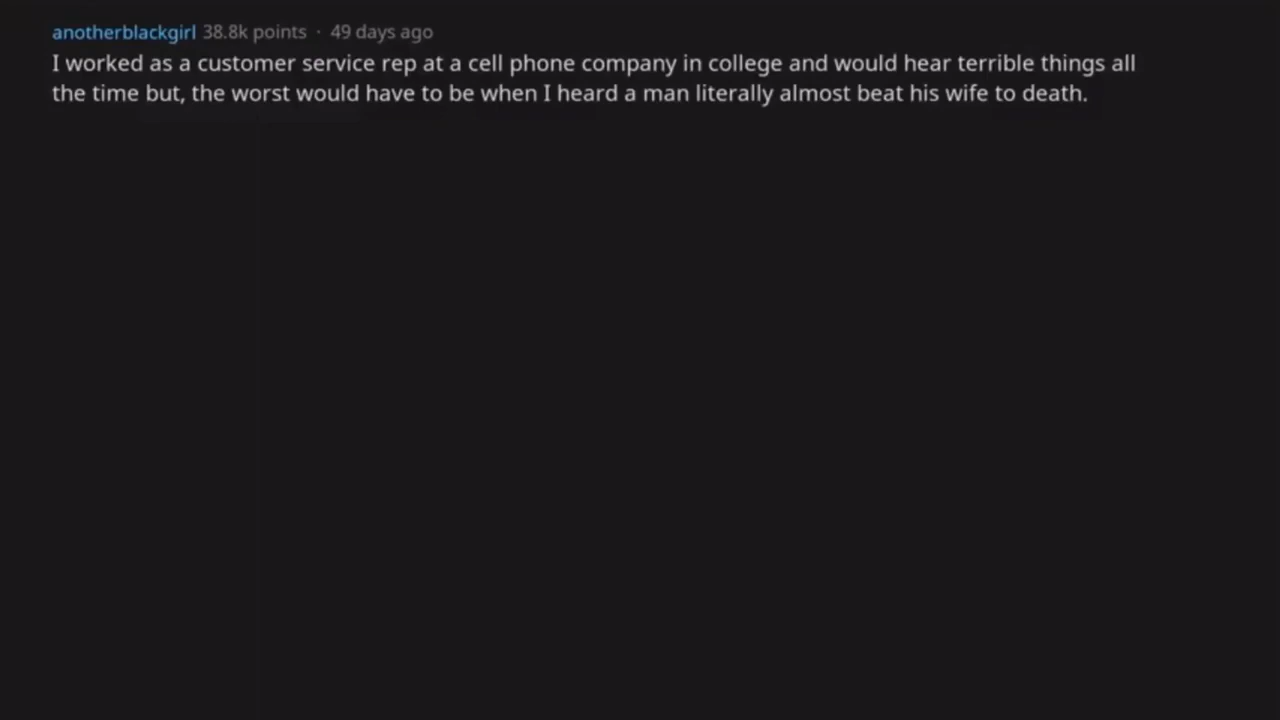 anotherblackgirl 38.8k points · 49 days ago
I worked as a customer service rep at a cell phone company in college and would hear terrible things all
the time but, the worst would have to be when I heard a man literally almost beat his wife to death.